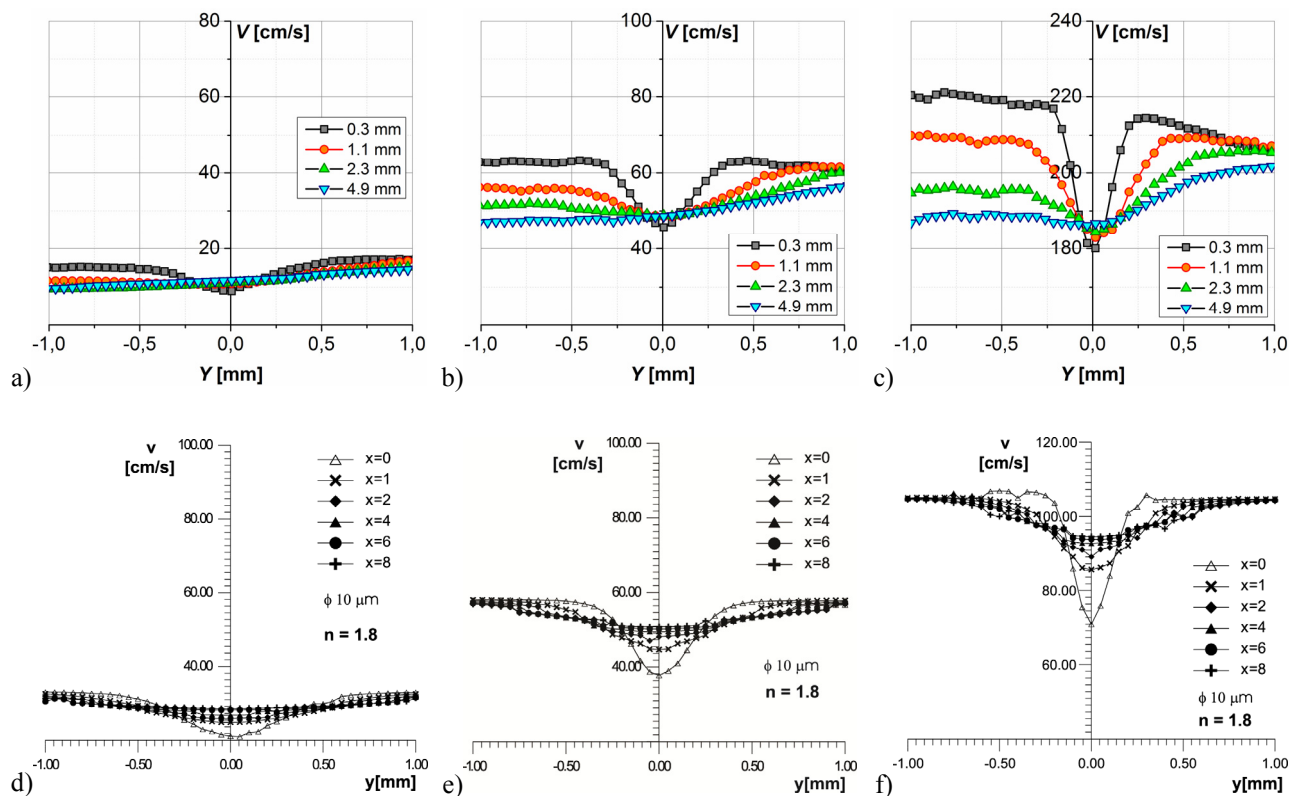 80
V [cm/s]
60
40
20
0.3 mm
1.1 mm
2.3 mm
4.9 mm
-1,0 -0,5 0,0 0,5 1,0
Y [mm]
a)
100
V [cm/s]
80
60
40
0.3 mm
1.1 mm
2.3 mm
4.9 mm
-1,0 -0,5 0,0 0,5 1,0
Y [mm]
b)
240
V [cm/s]
220
200
180
0.3 mm
1.1 mm
2.3 mm
4.9 mm
-1,0 -0,5 0,0 0,5 1,0
Y [mm]
c)
v
[cm/s]
100.00
80.00
60.00
40.00
x=0
x=1
x=2
x=4
x=6
x=8
ϕ 10 μm
n = 1.8
-1.00 -0.50 0.00 0.50 1.00
y[mm]
d)
v
[cm/s]
100.00
80.00
60.00
40.00
x=0
x=1
x=2
x=4
x=6
x=8
ϕ 10 μm
n = 1.8
-1.00 -0.50 0.00 0.50 1.00
y[mm]
e)
v
[cm/s]
120.00
100.00
80.00
60.00
x=0
x=1
x=2
x=4
x=6
x=8
ϕ 10 μm
n = 1.8
-1.00 -0.50 0.00 0.50 1.00
y[mm]
f)